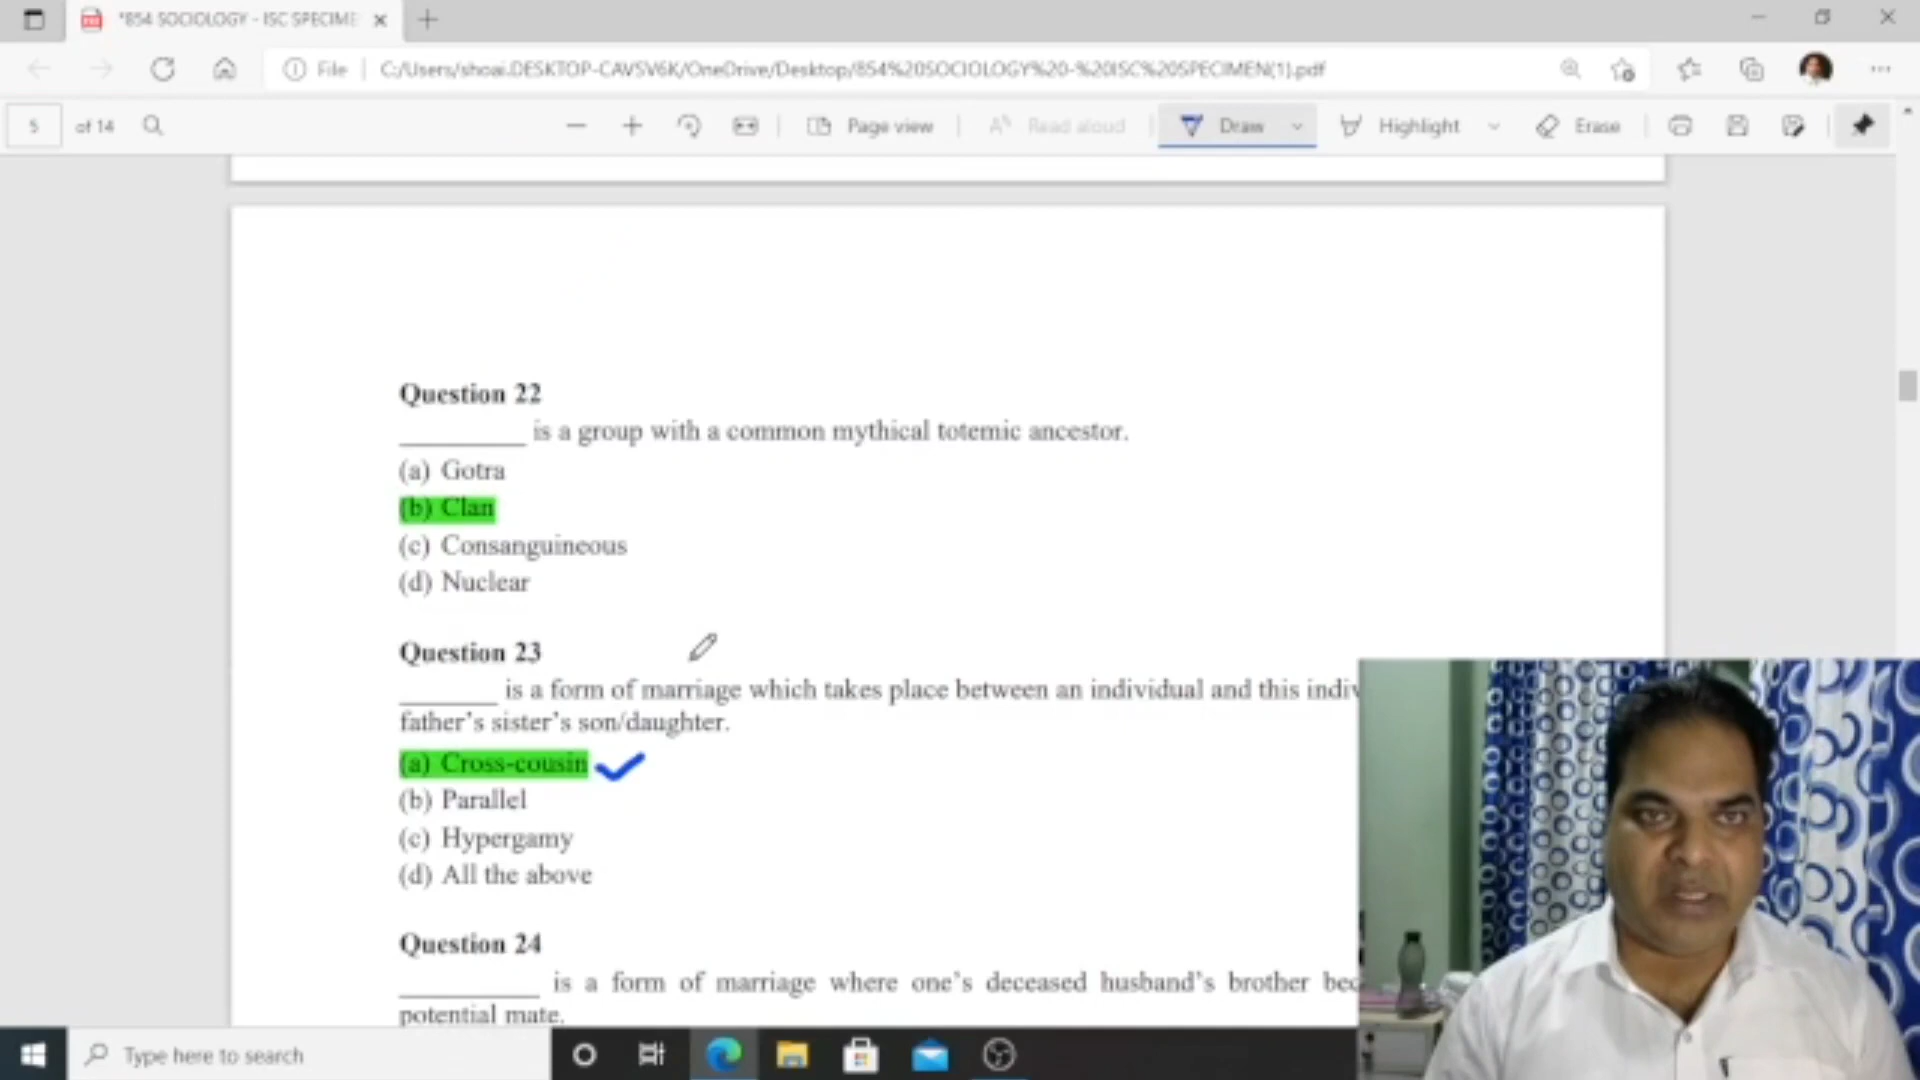 *854 SOCIOLOGY - ISC SPECIME
File
C:/Users/shoai.DESKTOP-CAVSV6K/OneDrive/Desktop/854%20SOCIOLOGY%20-%20ISC%20SPECIMEN(1).pdf
5 of 14
Page view
Read aloud
Draw
Highlight
Erase
Question 22
_________ is a group with a common mythical totemic ancestor.
(a) Gotra
(b) Clan
(c) Consanguineous
(d) Nuclear
Question 23
_______ is a form of marriage which takes place between an individual and this indiv
father's sister's son/daughter.
(a) Cross-cousin
(b) Parallel
(c) Hypergamy
(d) All the above
Question 24
__________ is a form of marriage where one's deceased husband's brother bec
potential mate.
Type here to search